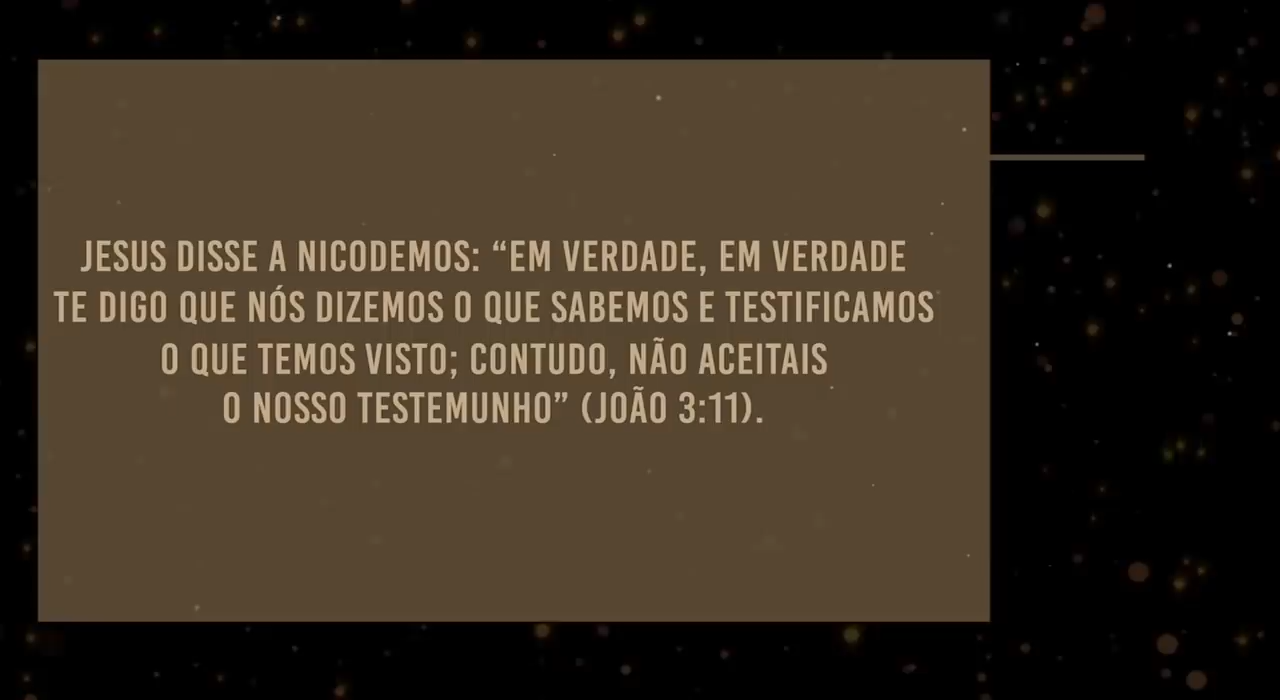 JESUS DISSE A NICODEMOS: “EM VERDADE, EM VERDADE
TE DIGO QUE NÓS DIZEMOS O QUE SABEMOS E TESTIFICAMOS
O QUE TEMOS VISTO; CONTUDO, NÃO ACEITAIS
O NOSSO TESTEMUNHO” (JOÃO 3:11).